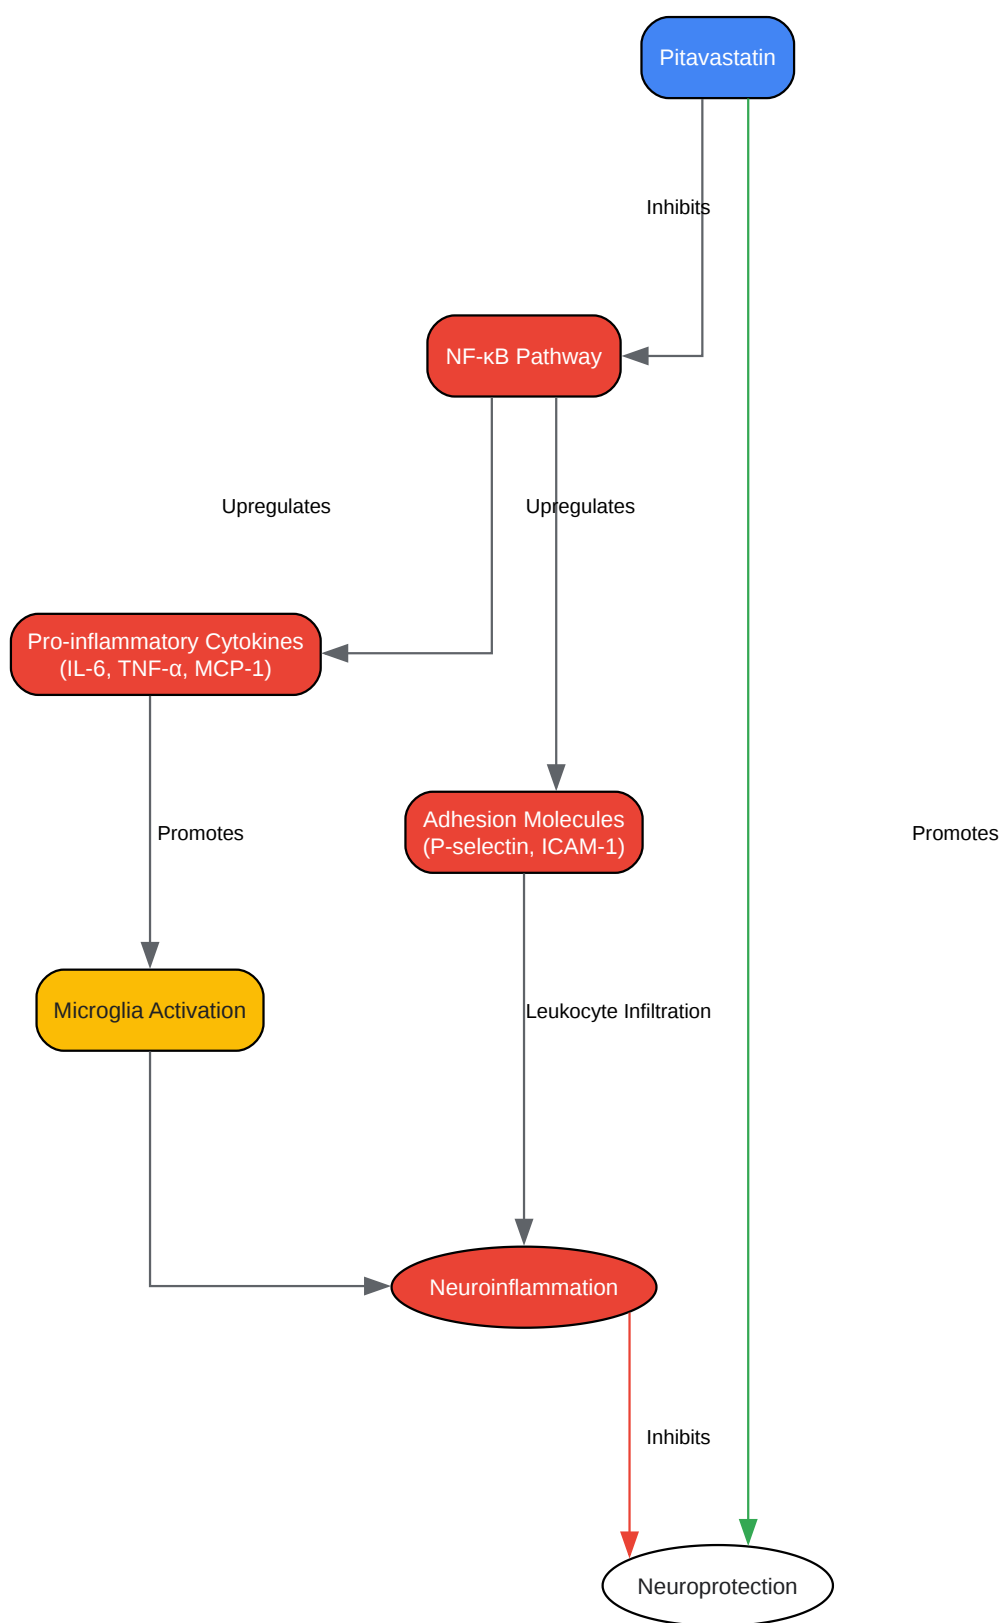 Pitavastatin
Inhibits
NF-κB Pathway
Upregulates
Upregulates
Pro-inflammatory Cytokines
(IL-6, TNF-α, MCP-1)
Adhesion Molecules
(P-selectin, ICAM-1)
Promotes
Promotes
Microglia Activation
Leukocyte Infiltration
Neuroinflammation
Inhibits
Neuroprotection